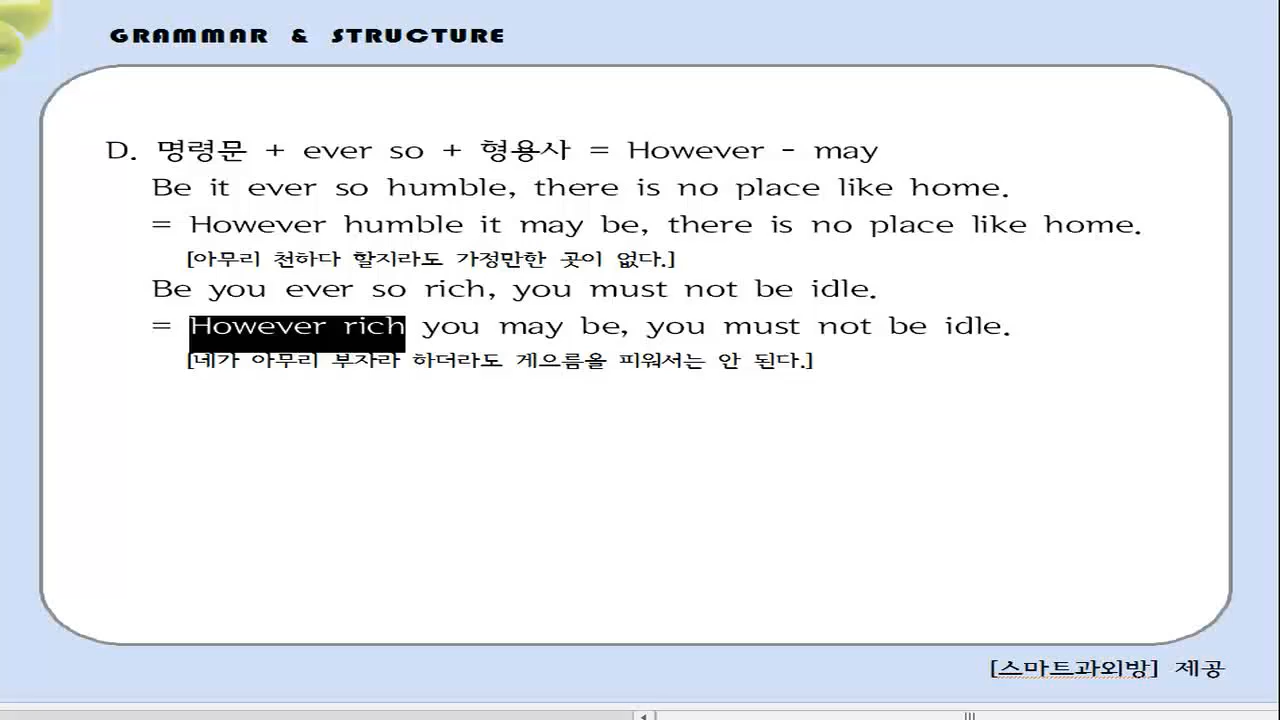 GRAMMAR & STRUCTURE
D. 명령문 + ever so + 형용사 = However - may
Be it ever so humble, there is no place like home.
= However humble it may be, there is no place like home.
[아무리 천하다 할지라도 가정만한 곳이 없다.]
Be you ever so rich, you must not be idle.
= However rich you may be, you must not be idle.
[네가 아무리 부자라 하더라도 게으름을 피워서는 안 된다.]
[스마트과외방] 제공